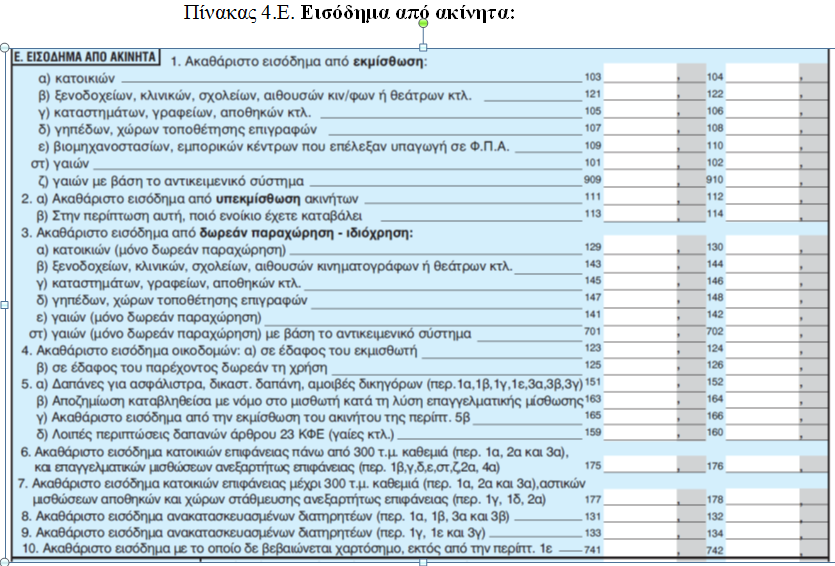 Πίνακας 4.Ε. Εισόδημα από ακίνητα:
Ε. ΕΙΣΟΔΗΜΑ ΑΠΟ ΑΚΙΝΗΤΑ 1. Ακαθάριστο εισόδημα από εκμίσθωση:
α) κατοικιών 103 , 104 ,
β) ξενοδοχείων, κλινικών, σχολείων, αιθουσών κιν/φων ή θεάτρων κτλ. 121 , 122 ,
γ) καταστημάτων, γραφείων, αποθηκών κτλ. 105 , 106 ,
δ) γηπέδων, χώρων τοποθέτησης επιγραφών 107 , 108 ,
ε) βιομηχανοστασίων, εμπορικών κέντρων που επέλεξαν υπαγωγή σε Φ.Π.Α. 109 , 110 ,
στ) γαιών 101 , 102 ,
ζ) γαιών με βάση το αντικειμενικό σύστημα 909 , 910 ,
2. α) Ακαθάριστο εισόδημα από υπεκμίσθωση ακινήτων 111 , 112 ,
β) Στην περίπτωση αυτή, ποιό ενοίκιο έχετε καταβάλει 113 , 114 ,
3. Ακαθάριστο εισόδημα από δωρεάν παραχώρηση - ιδιόχρηση:
α) κατοικιών (μόνο δωρεάν παραχώρηση) 129 , 130 ,
β) ξενοδοχείων, κλινικών, σχολείων, αιθουσών κινηματογράφων ή θεάτρων κτλ. 143 , 144 ,
γ) καταστημάτων, γραφείων, αποθηκών κτλ. 145 , 146 ,
δ) γηπέδων, χώρων τοποθέτησης επιγραφών 147 , 148 ,
ε) γαιών (μόνο δωρεάν παραχώρηση) 141 , 142 ,
στ) γαιών (μόνο δωρεάν παραχώρηση) με βάση το αντικειμενικό σύστημα 701 , 702 ,
4. Ακαθάριστο εισόδημα οικοδομών: α) σε έδαφος του εκμισθωτή 123 , 124 ,
β) σε έδαφος του παρέχοντος δωρεάν τη χρήση 125 , 126 ,
5. α) Δαπάνες για ασφάλιστρα, δικαστ. δαπάνη, αμοιβές δικηγόρων (περ.1α,1β,1γ,1ε,3α,3β,3γ) 151 , 152 ,
β) Αποζημίωση καταβληθείσα με νόμο στο μισθωτή κατά τη λύση επαγγελματικής μίσθωσης 163 , 164 ,
γ) Ακαθάριστο εισόδημα από την εκμίσθωση του ακινήτου της περίπτ. 5β 165 , 166 ,
δ) Λοιπές περιπτώσεις δαπανών άρθρου 23 ΚΦΕ (γαίες κτλ.) 159 , 160 ,
6. Ακαθάριστο εισόδημα κατοικιών επιφάνειας πάνω από 300 τ.μ. καθεμιά (περ. 1α, 2α και 3α),
και επαγγελματικών μισθώσεων ανεξαρτήτως επιφάνειας (περ. 1β,γ,δ,ε,στ,ζ,2α, 4α) 175 , 176 ,
7. Ακαθάριστο εισόδημα κατοικιών επιφάνειας μέχρι 300 τ.μ. καθεμιά (περ. 1α, 2α και 3α),αστικών
μισθώσεων αποθηκών και χώρων στάθμευσης ανεξαρτήτως επιφάνειας (περ. 1γ, 1δ, 2α) 177 , 178 ,
8. Ακαθάριστο εισόδημα ανακατασκευασμένων διατηρητέων (περ. 1α, 1β, 3α και 3β) 131 , 132 ,
9. Ακαθάριστο εισόδημα ανακατασκευασμένων διατηρητέων (περ. 1γ, 1ε και 3γ) 133 , 134 ,
10. Ακαθάριστο εισόδημα με το οποίο δε βεβαιώνεται χαρτόσημο, εκτός από την περίπτ. 1ε 741 , 742 ,